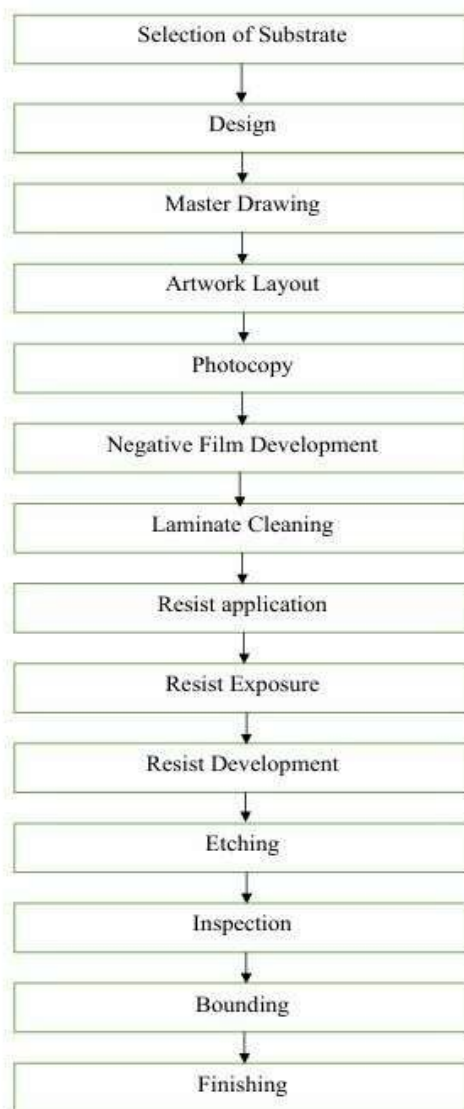 Selection of Substrate
Design
Master Drawing
Artwork Layout
Photocopy
Negative Film Development
Laminate Cleaning
Resist application
Resist Exposure
Resist Development
Etching
Inspection
Bounding
Finishing